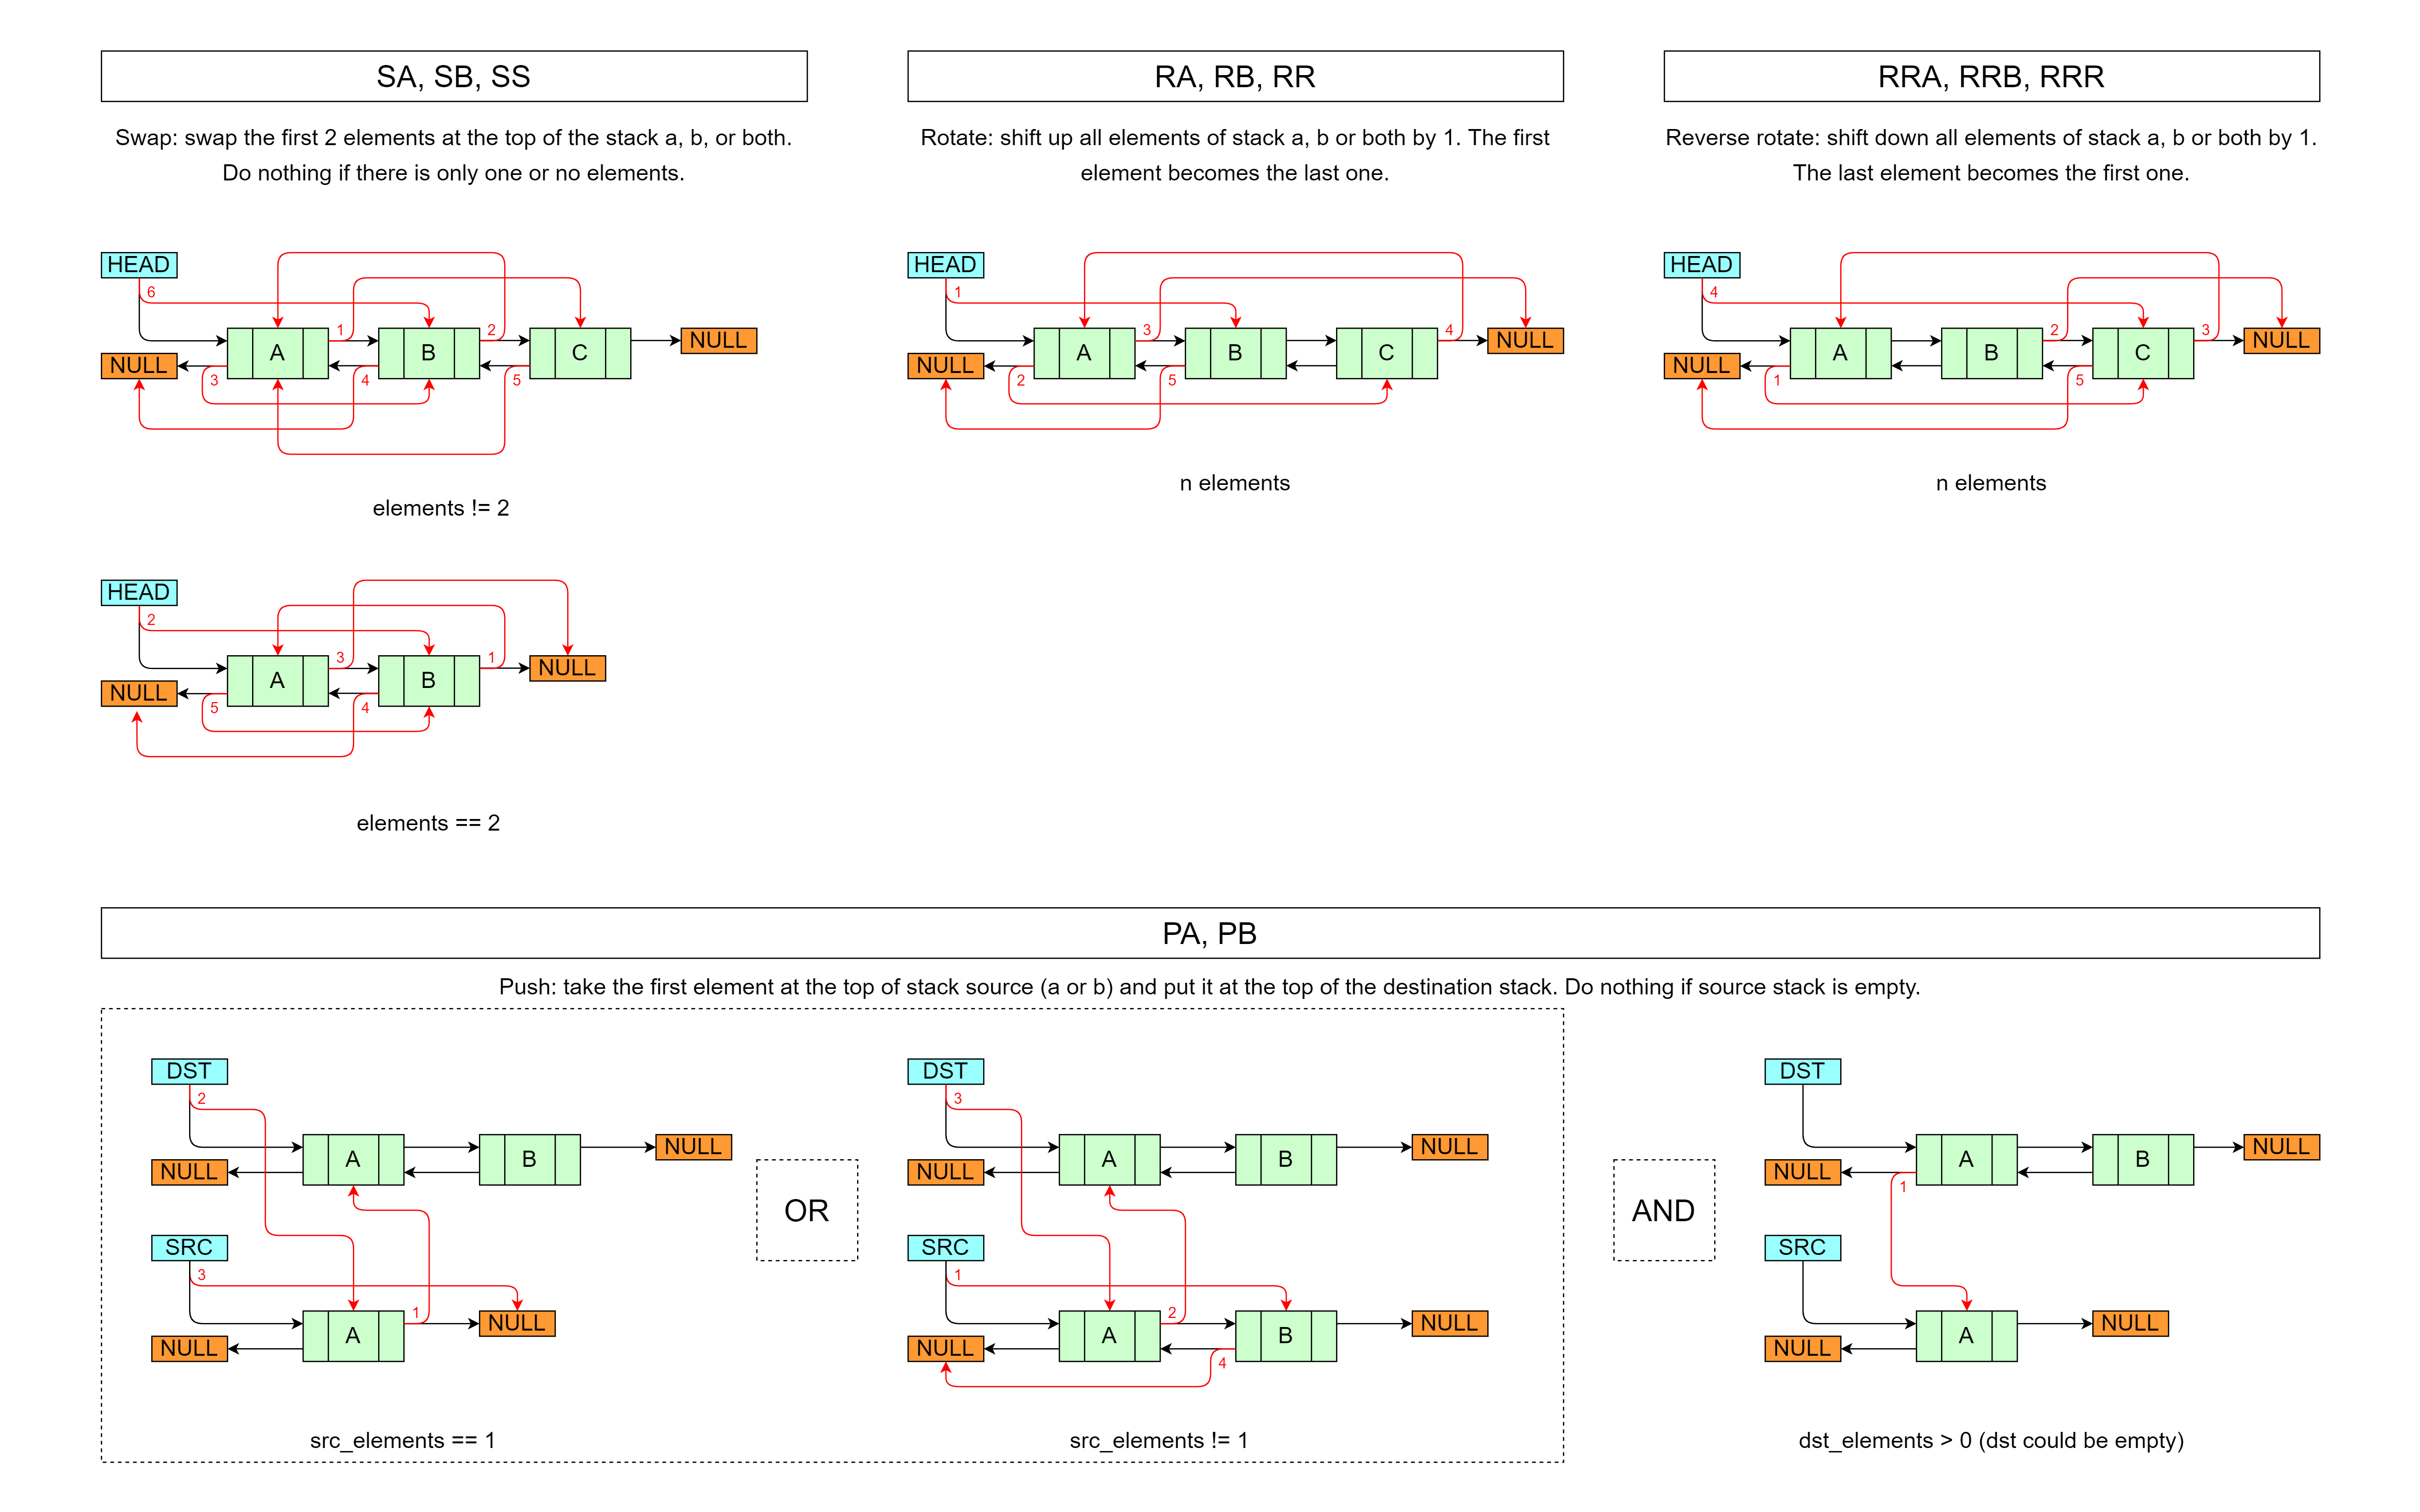 SA, SB, SS
Swap: swap the first 2 elements at the top of the stack a, b, or both.
Do nothing if there is only one or no elements.
HEAD
6
1
2
A
B
C
NULL
NULL
3
4
5
elements != 2
HEAD
2
3
1
A
B
NULL
NULL
5
4
elements == 2
RA, RB, RR
Rotate: shift up all elements of stack a, b or both by 1. The first
element becomes the last one.
HEAD
1
3
4
A
B
C
NULL
NULL
2
5
n elements
RRA, RRB, RRR
Reverse rotate: shift down all elements of stack a, b or both by 1.
The last element becomes the first one.
HEAD
4
2
3
A
B
C
NULL
NULL
1
5
n elements
PA, PB
Push: take the first element at the top of stack source (a or b) and put it at the top of the destination stack. Do nothing if source stack is empty.
DST
2
A
B
NULL
NULL
SRC
3
1
A
NULL
NULL
src_elements == 1
OR
DST
3
A
B
NULL
NULL
SRC
1
2
A
B
NULL
NULL
4
src_elements != 1
AND
DST
A
B
NULL
NULL
1
SRC
A
NULL
NULL
dst_elements > 0 (dst could be empty)